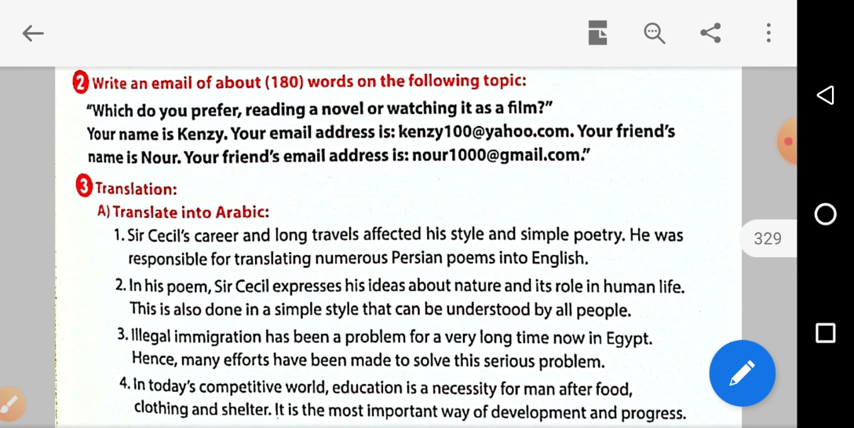 2 Write an email of about (180) words on the following topic:
"Which do you prefer, reading a novel or watching it as a film?"
Your name is Kenzy. Your email address is: kenzy100@yahoo.com. Your friend's
name is Nour. Your friend's email address is: nour1000@gmail.com."
3 Translation:
A) Translate into Arabic:
1. Sir Cecil's career and long travels affected his style and simple poetry. He was
responsible for translating numerous Persian poems into English.
329
2. In his poem, Sir Cecil expresses his ideas about nature and its role in human life.
This is also done in a simple style that can be understood by all people.
3. Illegal immigration has been a problem for a very long time now in Egypt.
Hence, many efforts have been made to solve this serious problem.
4. In today's competitive world, education is a necessity for man after food,
clothing and shelter. It is the most important way of development and progress.